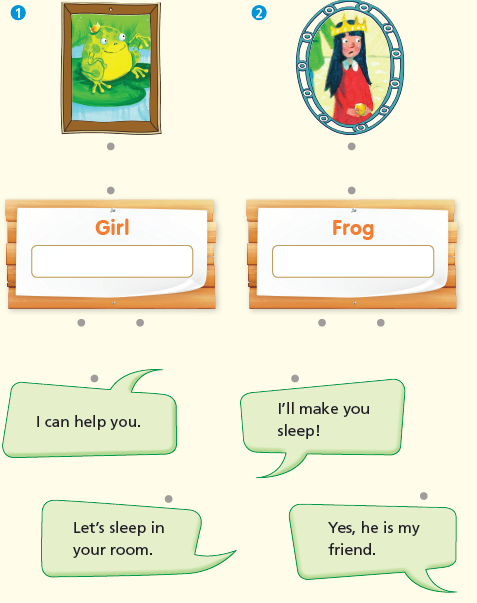 1
2
Girl
Frog
I can help you.
I'll make you
sleep!
Let's sleep in
your room.
Yes, he is my
friend.